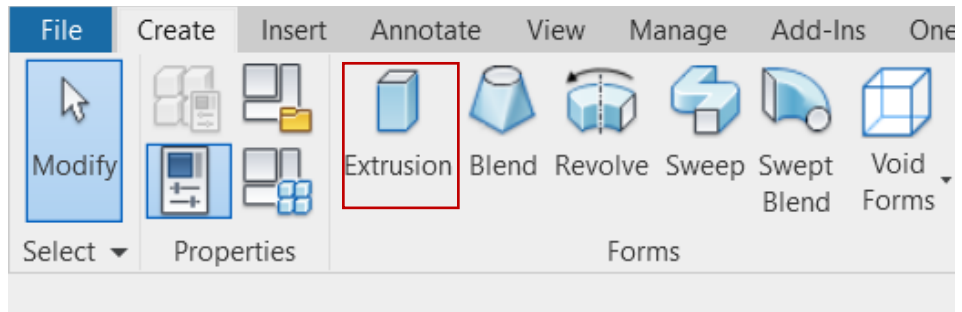 File Create Insert Annotate View Manage Add-Ins One
Modify Extrusion Blend Revolve Sweep Swept Blend Void Forms
Select Properties Forms